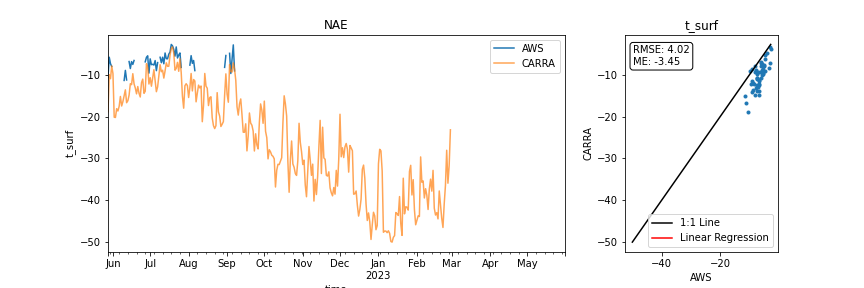 NAE
AWS
CARRA
t_surf
−10
−20
−30
−40
−50
Jun Jul Aug Sep Oct Nov Dec Jan Feb Mar Apr May
2023
t_surf
RMSE: 4.02
ME: -3.45
CARRA
−10
−20
−30
−40
−50
1:1 Line
Linear Regression
−40 −20
AWS